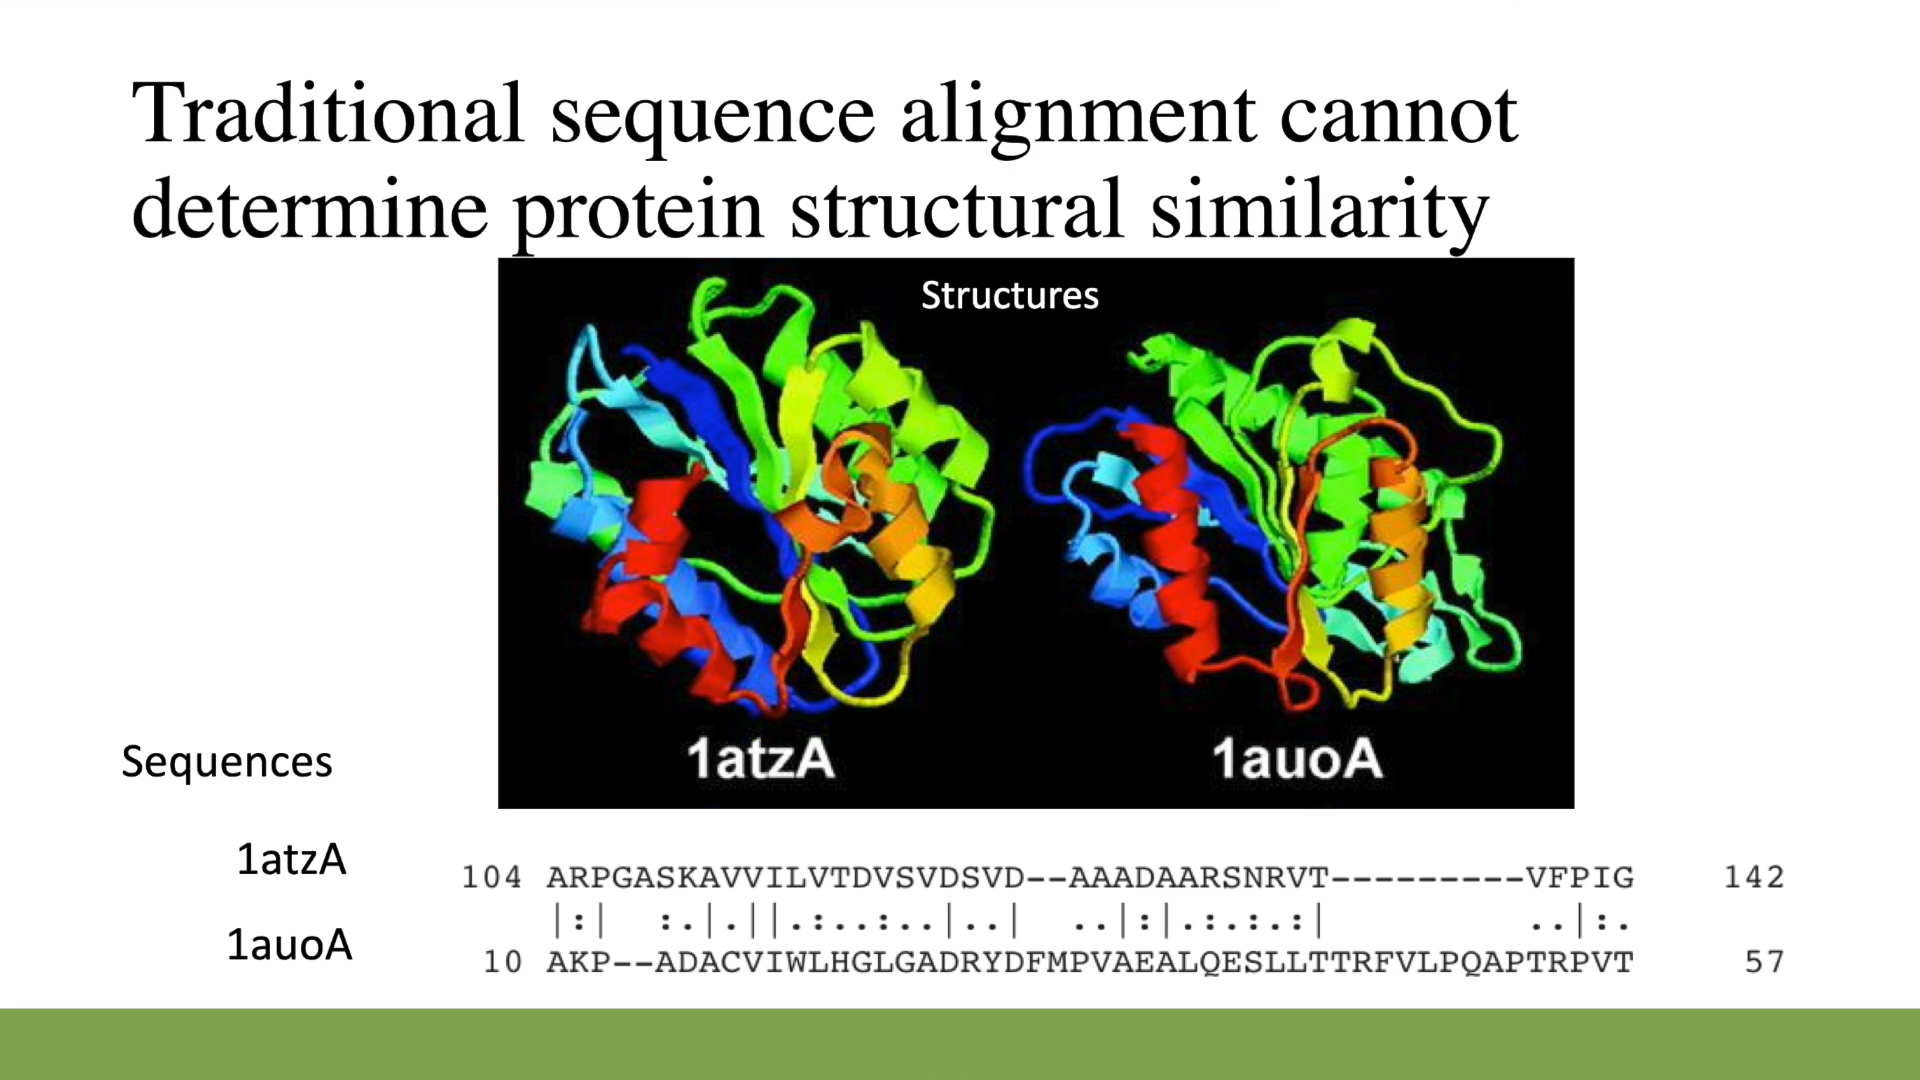 Traditional sequence alignment cannot
determine protein structural similarity
Structures
1atzA 1auoA
Sequences
1atzA 104 ARPGASKAVVILVTDVSVDSVD--AAADAARSNRVT---------VFPIG 142
|:|  :.|.||.:..:..|..|  ..|:|.:.:.:|         ..|:.
1auoA 10 AKP--ADACVIWLHGLGADRYDFMPVAEALQESLLTTRFVLPQAPTRPVT 57